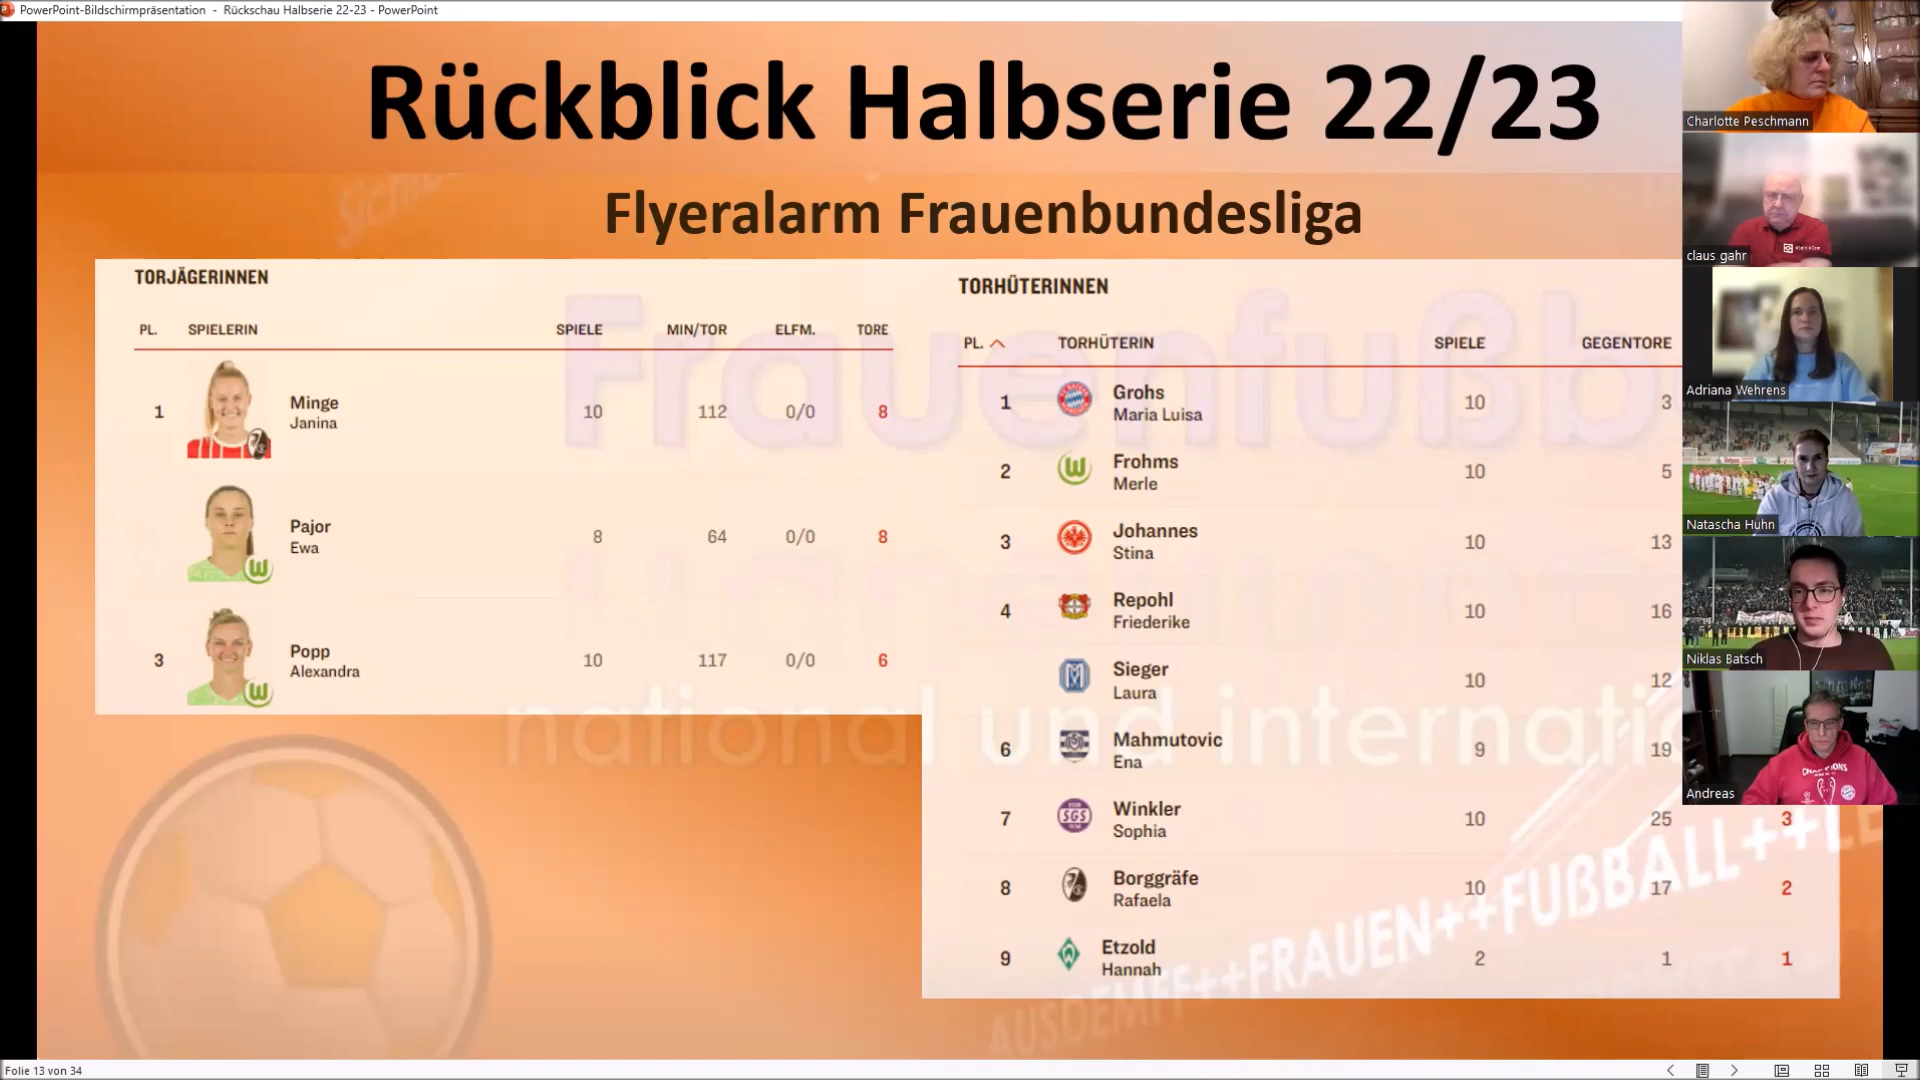 PowerPoint-Bildschirmpräsentation - Rückschau Halbserie 22-23 - PowerPoint
Rückblick Halbserie 22/23
Flyeralarm Frauenbundesliga
TORJÄGERINNEN
PL. SPIELERIN SPIELE MIN/TOR ELFM. TORE
1 Minge Janina 10 112 0/0 8
Pajor Ewa 8 64 0/0 8
3 Popp Alexandra 10 117 0/0 6
TORHÜTERINNEN
PL. TORHÜTERIN SPIELE GEGENTORE
1 Grohs Maria Luisa 10 3
2 Frohms Merle 10 5
3 Johannes Stina 10 13
4 Repohl Friederike 10 16
Sieger Laura 10 12
6 Mahmutovic Ena 9 19
7 Winkler Sophia 10 25 3
8 Borggräfe Rafaela 10 17 2
9 Etzold Hannah 2 1 1
Frauenfußb
national und internati
AUSDEMFF++FRAUEN++FUßBALL++LE
Charlotte Peschmann
claus gahr
Adriana Wehrens
Natascha Huhn
Niklas Batsch
Andreas
CHAMPIONS
SGS
Folie 13 von 34